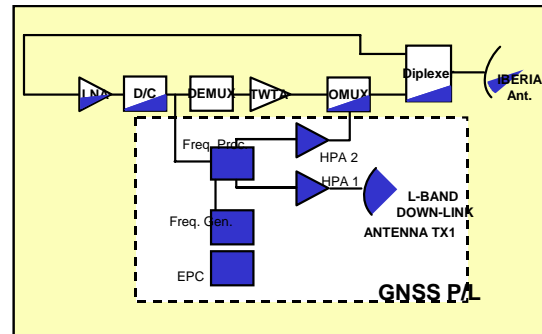 LNA
D/C
DEMUX
TWTA
OMUX
Diplexe
IBERIA
Ant.
Freq. Proc.
HPA 2
HPA 1
L-BAND
DOWN-LINK
ANTENNA TX1
Freq. Gen.
EPC
GNSS P/L